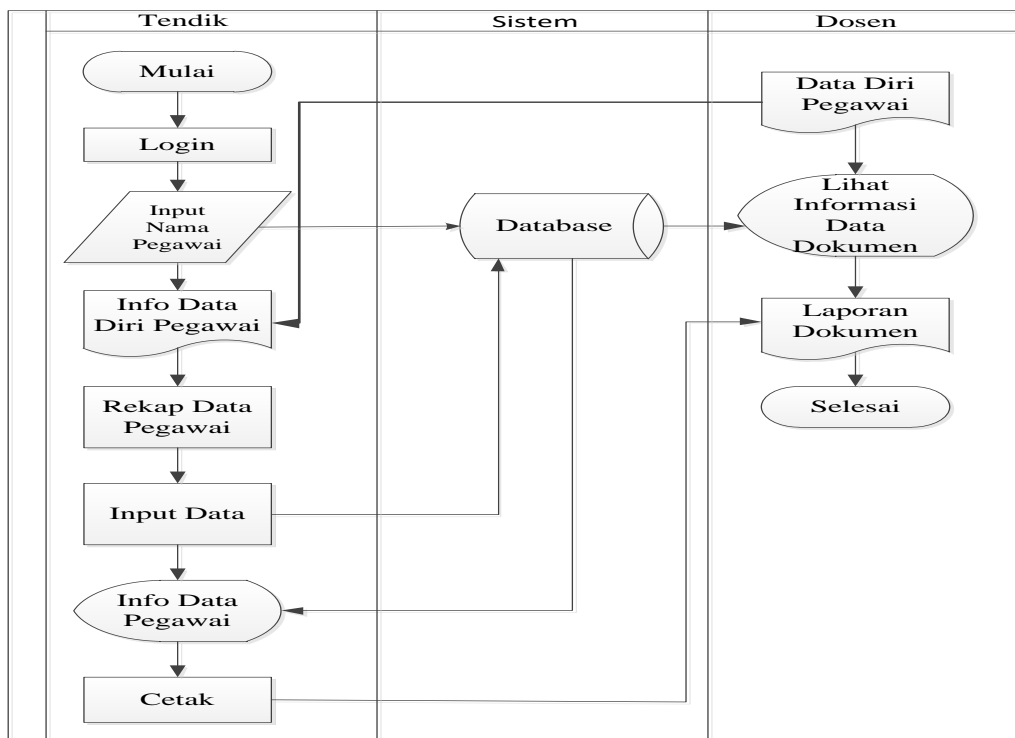 Tendik
Sistem
Dosen
Mulai
Login
Input
Nama
Pegawai
Info Data
Diri Pegawai
Rekap Data
Pegawai
Input Data
Info Data
Pegawai
Cetak
Database
Data Diri
Pegawai
Lihat
Informasi
Data
Dokumen
Laporan
Dokumen
Selesai